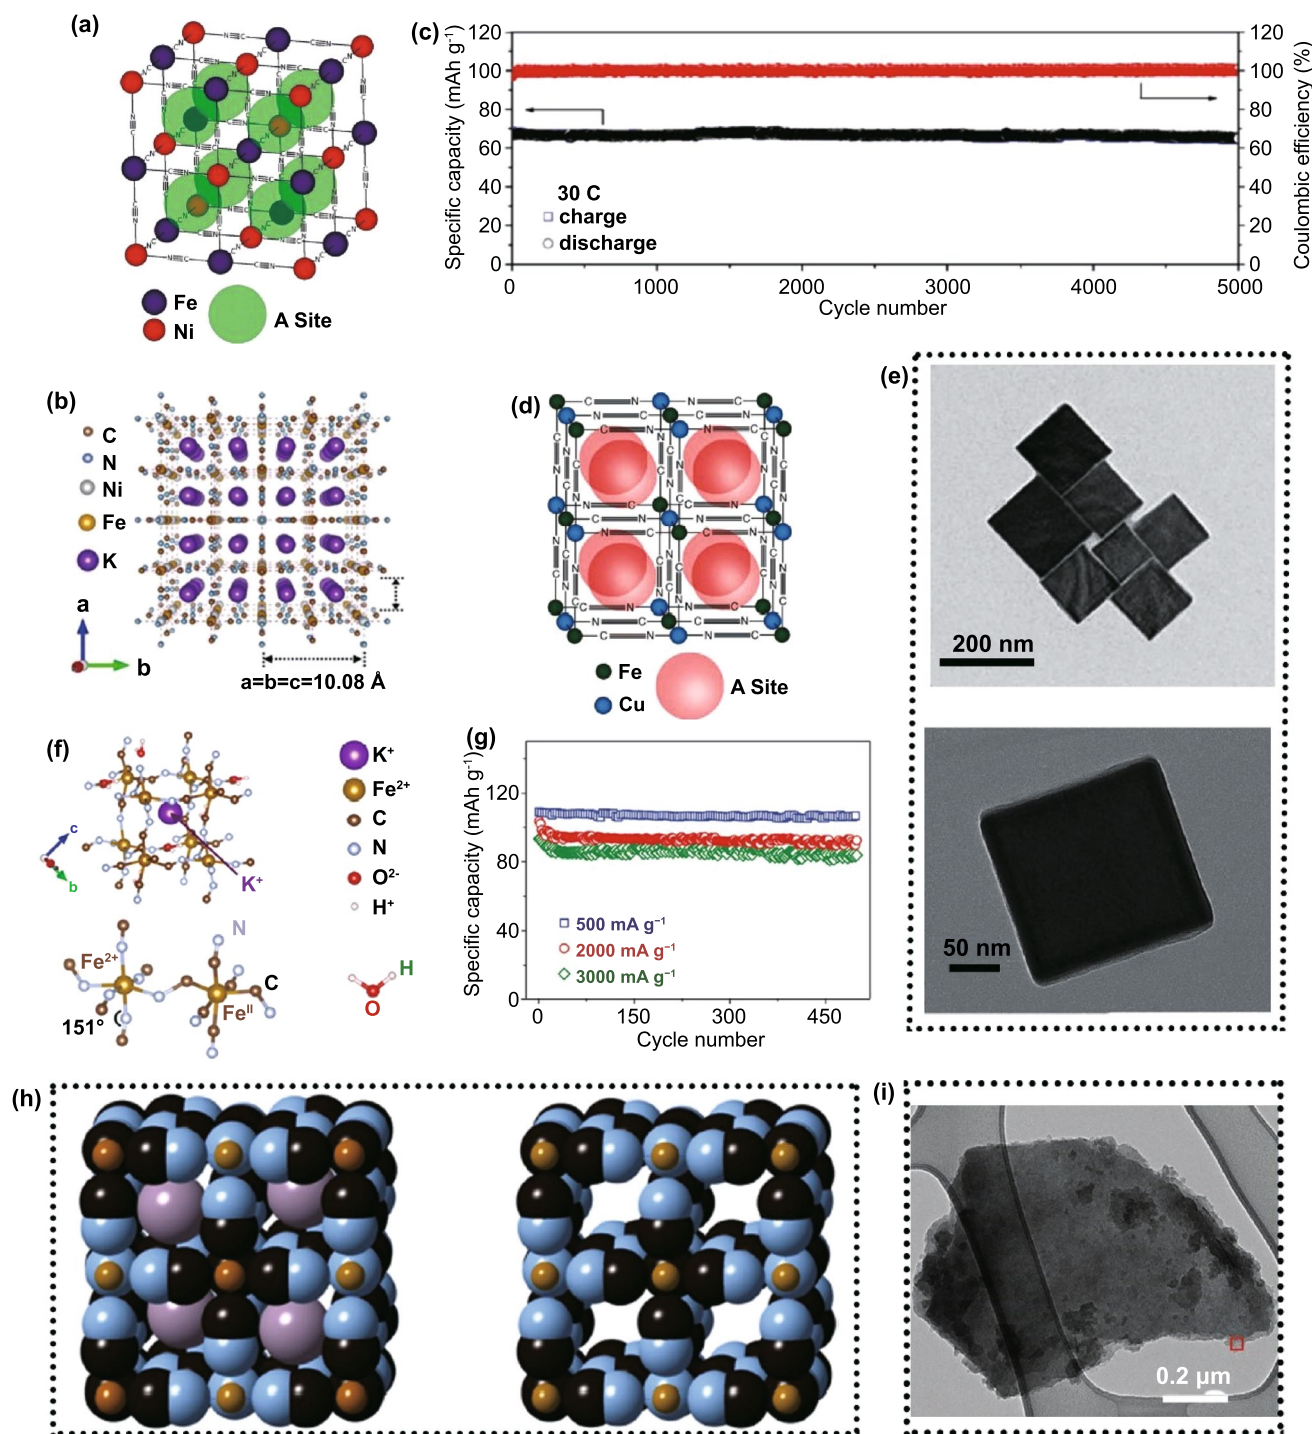 (a)
Fe
Ni
A Site
(c)
Specific capacity (mAh g⁻¹)
120
100
80
60
40
20
0
30 C
charge
discharge
0
1000
2000
3000
4000
5000
Cycle number
120
100
80
60
40
20
0
Coulombic efficiency (%)
(b)
C
N
Ni
Fe
K
a
b
a=b=c=10.08 Å
(d)
Fe
Cu
A Site
(e)
200 nm
50 nm
(f)
c
b
K⁺
K⁺
Fe²⁺
C
N
O²⁻
H⁺
N
Fe²⁺
C
Feᴵᴵ
151°
H
O
(g)
Specific capacity (mAh g⁻¹)
120
80
40
0
500 mA g⁻¹
2000 mA g⁻¹
3000 mA g⁻¹
0
150
300
450
Cycle number
(h)
(i)
0.2 μm